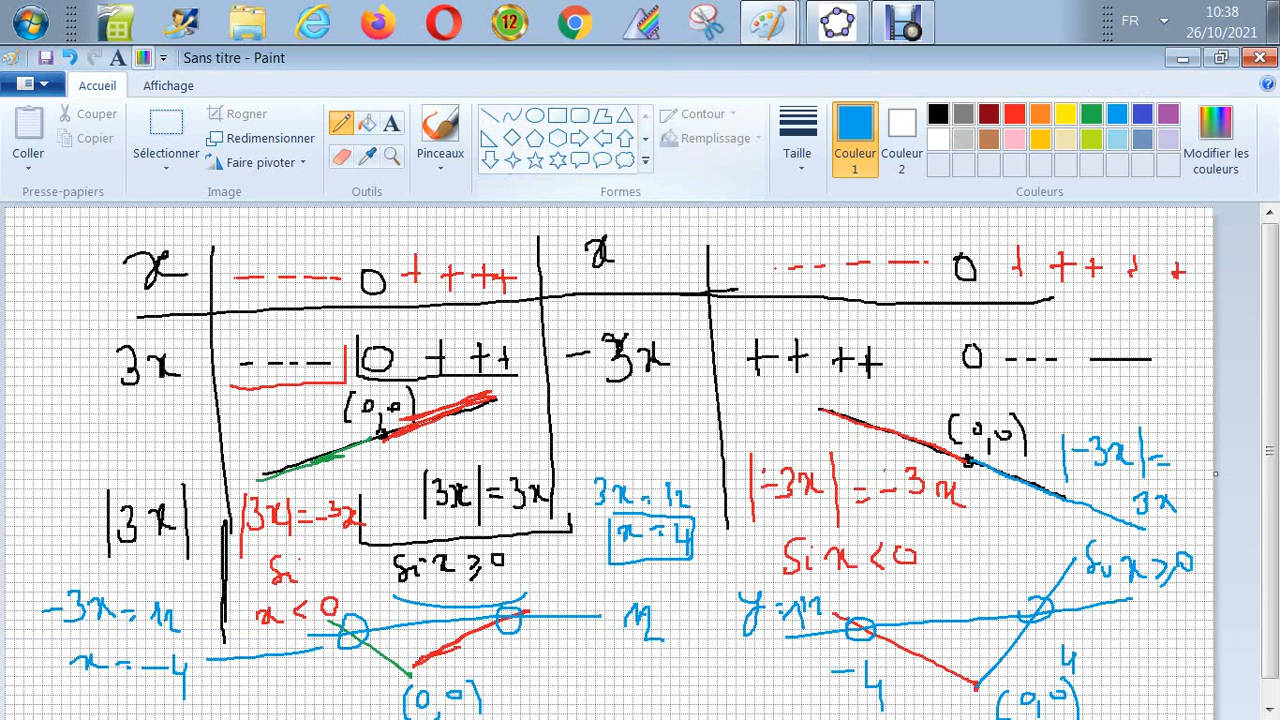 12
FR
10:38
26/10/2021
Sans titre - Paint
Accueil
Affichage
Coller
Couper
Copier
Presse-papiers
Sélectionner
Rogner
Redimensionner
Faire pivoter
Image
A
Outils
Pinceaux
Contour
Remplissage
Formes
Taille
Couleur 1
Couleur 2
Modifier les couleurs
Couleurs
x - - - - - 0 + + + +
x - - - - - - - 0 + + + + +
3x - - - - 0 + + +
-3x + + + + 0 - - - - -
(0,0)
(0,0)
|3x|
|3x| = -3x
Si
x < 0
|3x| = 3x
Si x ⩾ 0
3x = 12
x = 4
|-3x| = -3x
Si x < 0
|-3x| =
3x
Si x ⩾ 0
-3x = 12
x = -4
12
(0,0)
-4
4
(0,0)